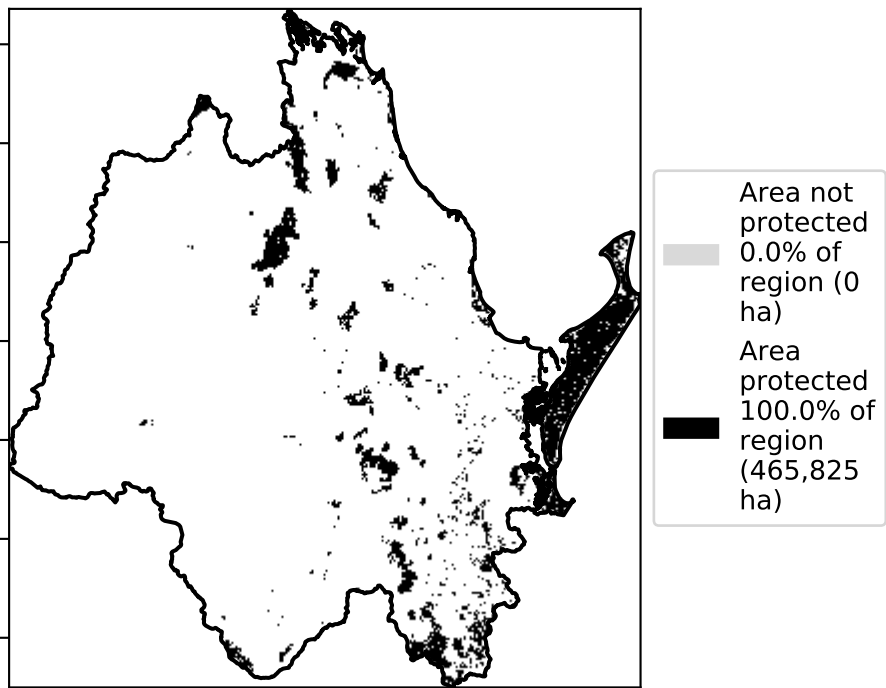 Area not
protected
0.0% of
region (0
ha)
Area
protected
100.0% of
region
(465,825
ha)